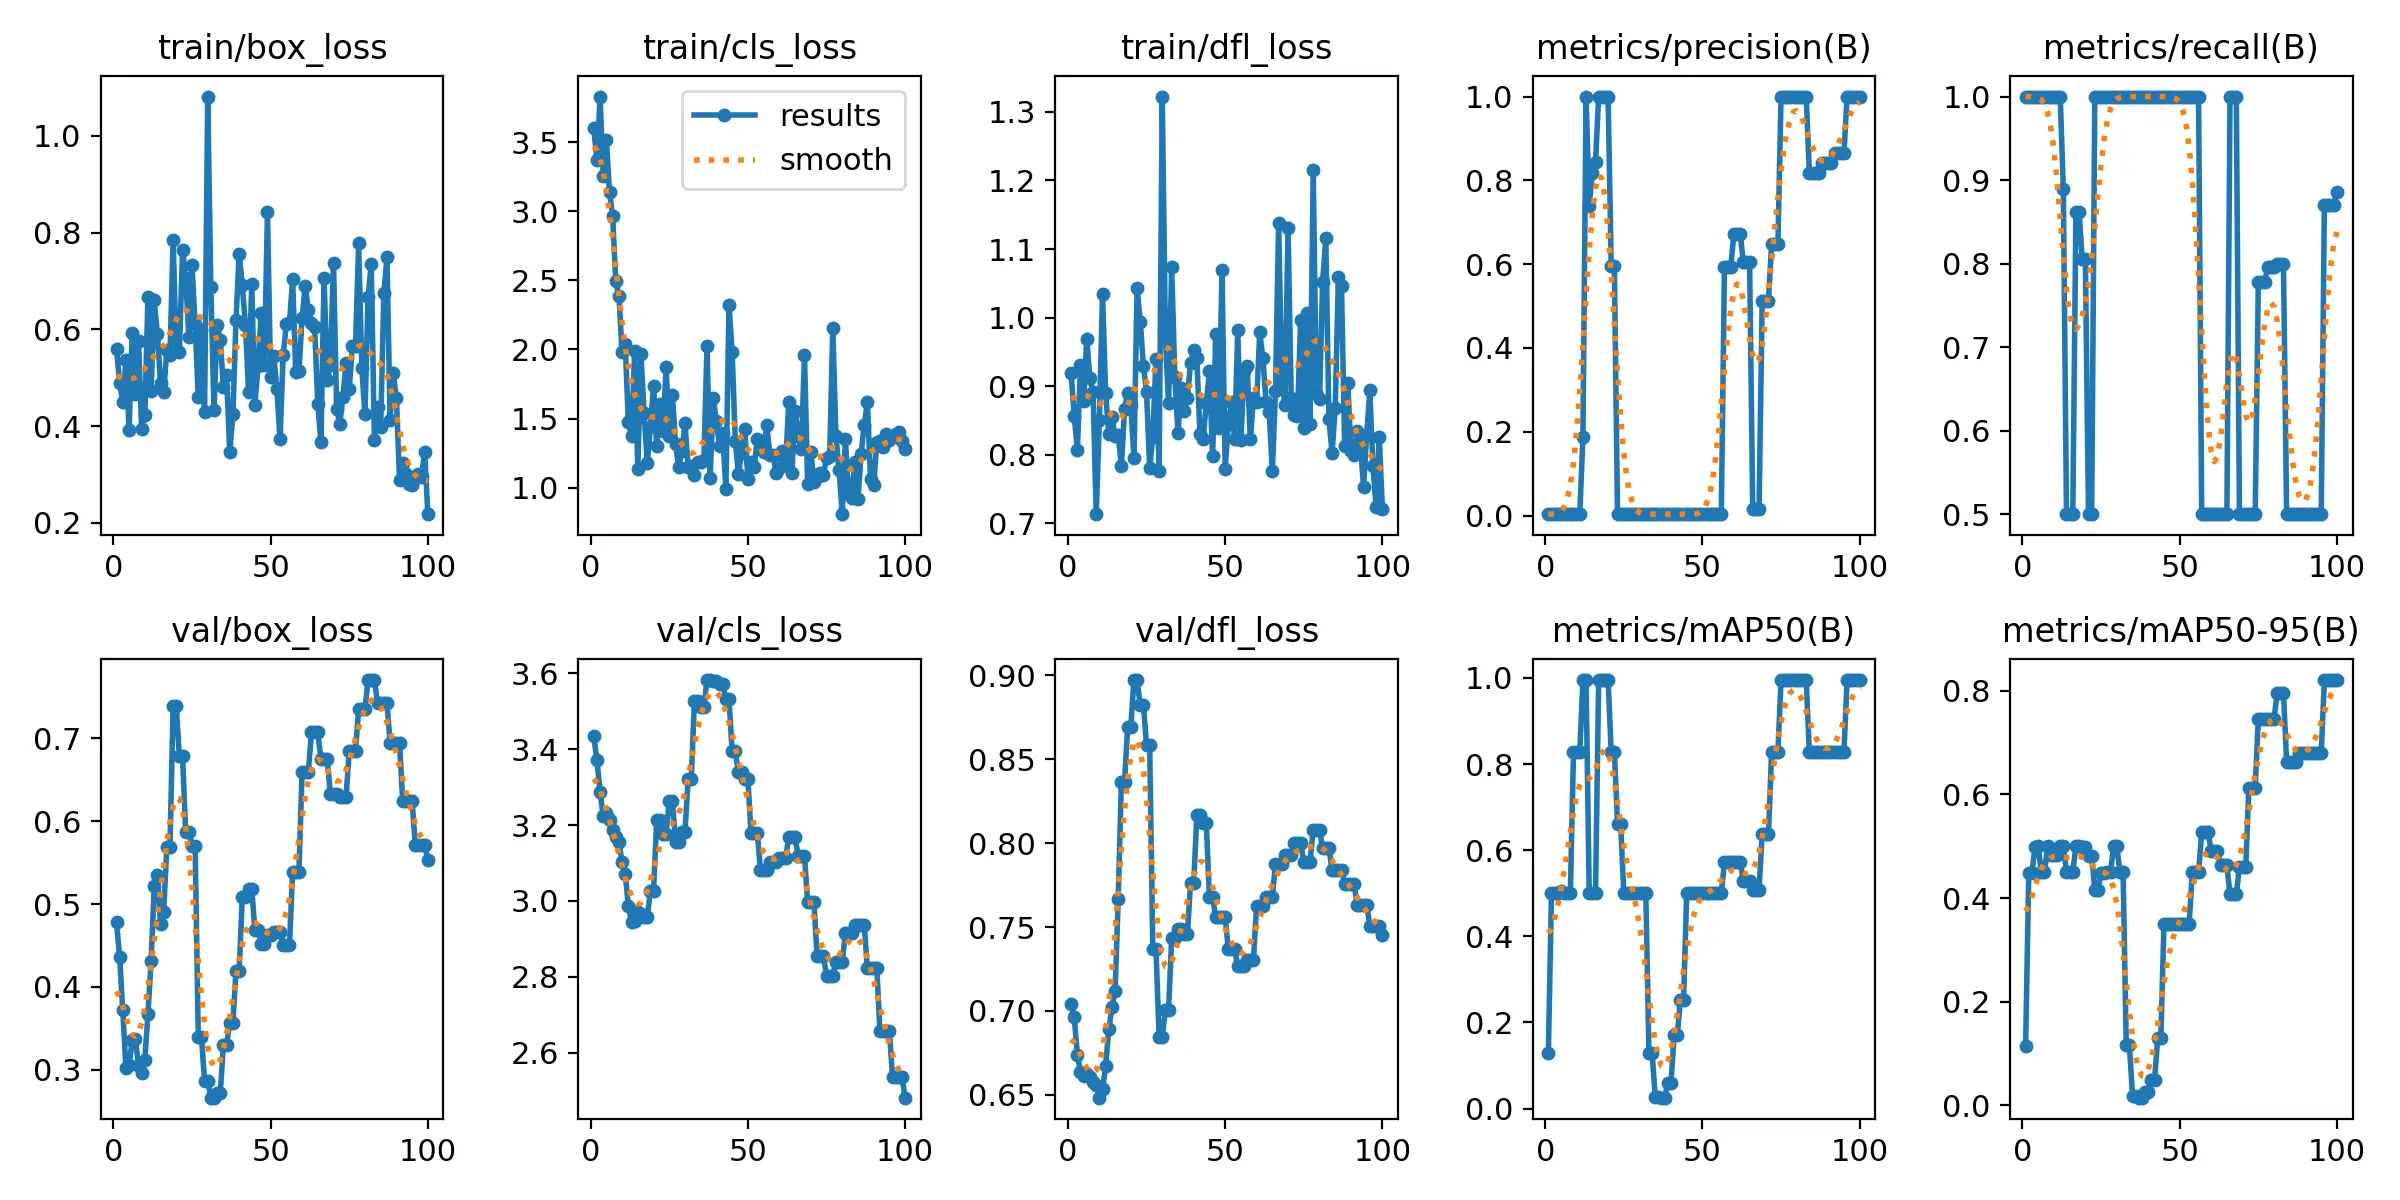 train/box_loss
1.0
0.8
0.6
0.4
0.2
0 50 100
train/cls_loss
results
smooth
3.5
3.0
2.5
2.0
1.5
1.0
0 50 100
train/dfl_loss
1.3
1.2
1.1
1.0
0.9
0.8
0.7
0 50 100
metrics/precision(B)
1.0
0.8
0.6
0.4
0.2
0.0
0 50 100
metrics/recall(B)
1.0
0.9
0.8
0.7
0.6
0.5
0 50 100
val/box_loss
0.7
0.6
0.5
0.4
0.3
0 50 100
val/cls_loss
3.6
3.4
3.2
3.0
2.8
2.6
0 50 100
val/dfl_loss
0.90
0.85
0.80
0.75
0.70
0.65
0 50 100
metrics/mAP50(B)
1.0
0.8
0.6
0.4
0.2
0.0
0 50 100
metrics/mAP50-95(B)
0.8
0.6
0.4
0.2
0.0
0 50 100